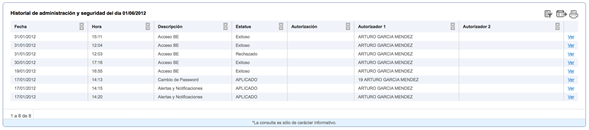 Historial de administración y seguridad del día 01/06/2012
Fecha Hora Descripción Estatus Autorización Autorizador 1 Autorizador 2
31/01/2012 15:11 Acceso BE Exitoso ARTURO GARCIA MENDEZ Ver
31/01/2012 12:04 Acceso BE Exitoso ARTURO GARCIA MENDEZ Ver
31/01/2012 12:03 Acceso BE Rechazado ARTURO GARCIA MENDEZ Ver
30/01/2012 17:18 Acceso BE Exitoso ARTURO GARCIA MENDEZ Ver
19/01/2012 18:55 Acceso BE Exitoso ARTURO GARCIA MENDEZ Ver
17/01/2012 14:13 Cambio de Password APLICADO 19 ARTURO GARCIA MENDEZ Ver
17/01/2012 14:15 Alertas y Notificaciones APLICADO ARTURO GARCIA MENDEZ Ver
17/01/2012 14:20 Alertas y Notificaciones APLICADO ARTURO GARCIA MENDEZ Ver
1 a 8 de 8
*La consulta es sólo de carácter informativo.